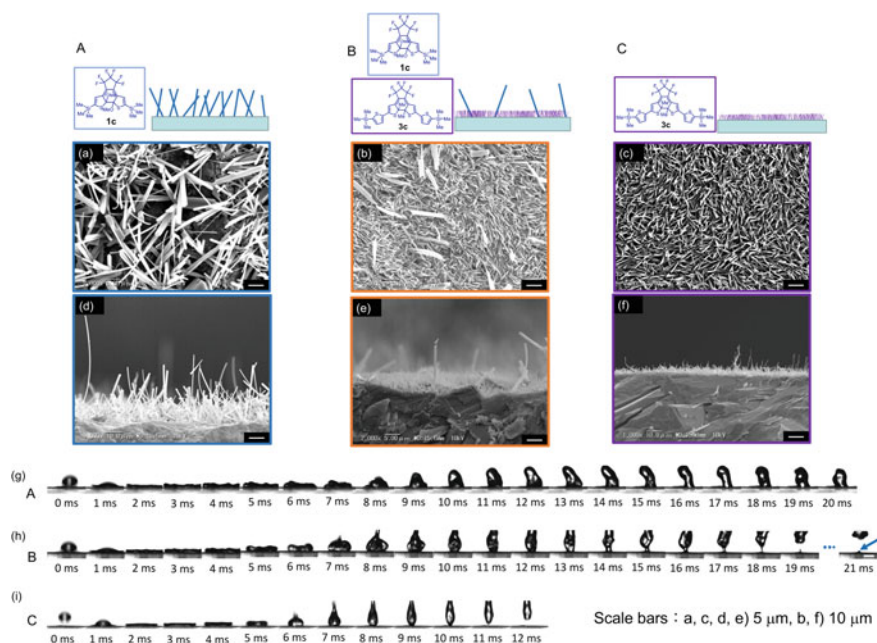 A
B
C
1c
1c
3c
3c
(a)
(b)
(c)
(d)
(e)
(f)
(g)
A
0 ms 1 ms 2 ms 3 ms 4 ms 5 ms 6 ms 7 ms 8 ms 9 ms 10 ms 11 ms 12 ms 13 ms 14 ms 15 ms 16 ms 17 ms 18 ms 19 ms 20 ms
(h)
B
0 ms 1 ms 2 ms 3 ms 4 ms 5 ms 6 ms 7 ms 8 ms 9 ms 10 ms 11 ms 12 ms 13 ms 14 ms 15 ms 16 ms 17 ms 18 ms 19 ms ••• 21 ms
(i)
C
0 ms 1 ms 2 ms 3 ms 4 ms 5 ms 6 ms 7 ms 8 ms 9 ms 10 ms 11 ms 12 ms
Scale bars : a, c, d, e) 5 μm, b, f) 10 μm